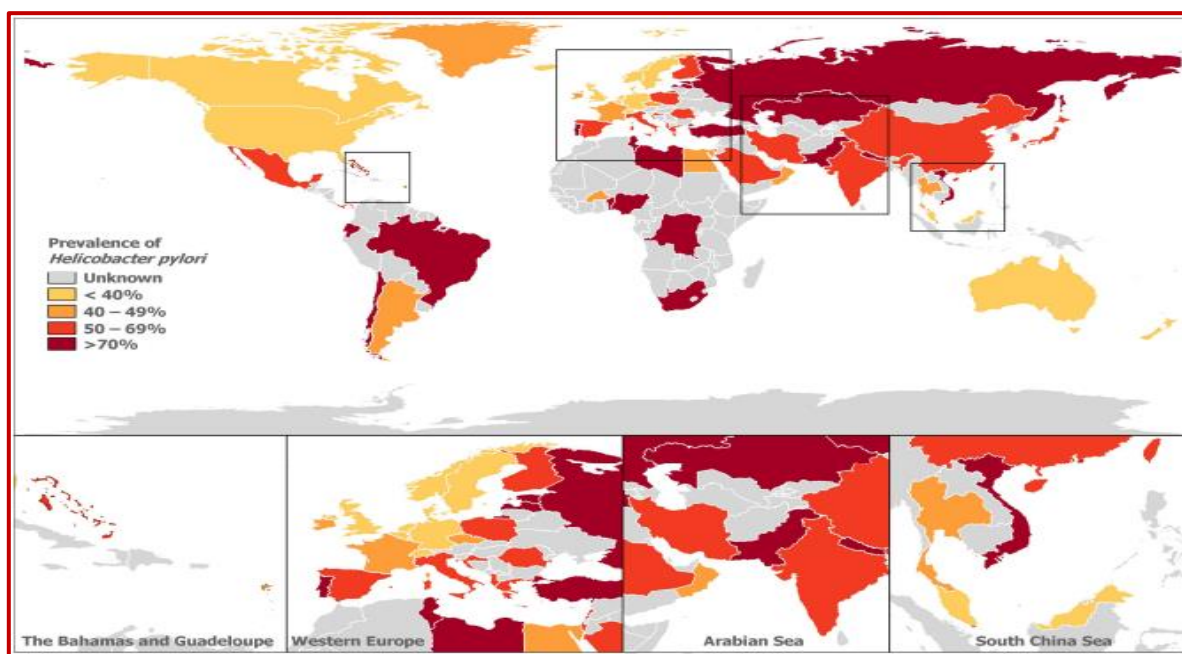 Prevalence of
Helicobacter pylori
Unknown
< 40%
40 – 49%
50 – 69%
>70%
The Bahamas and Guadeloupe
Western Europe
Arabian Sea
South China Sea